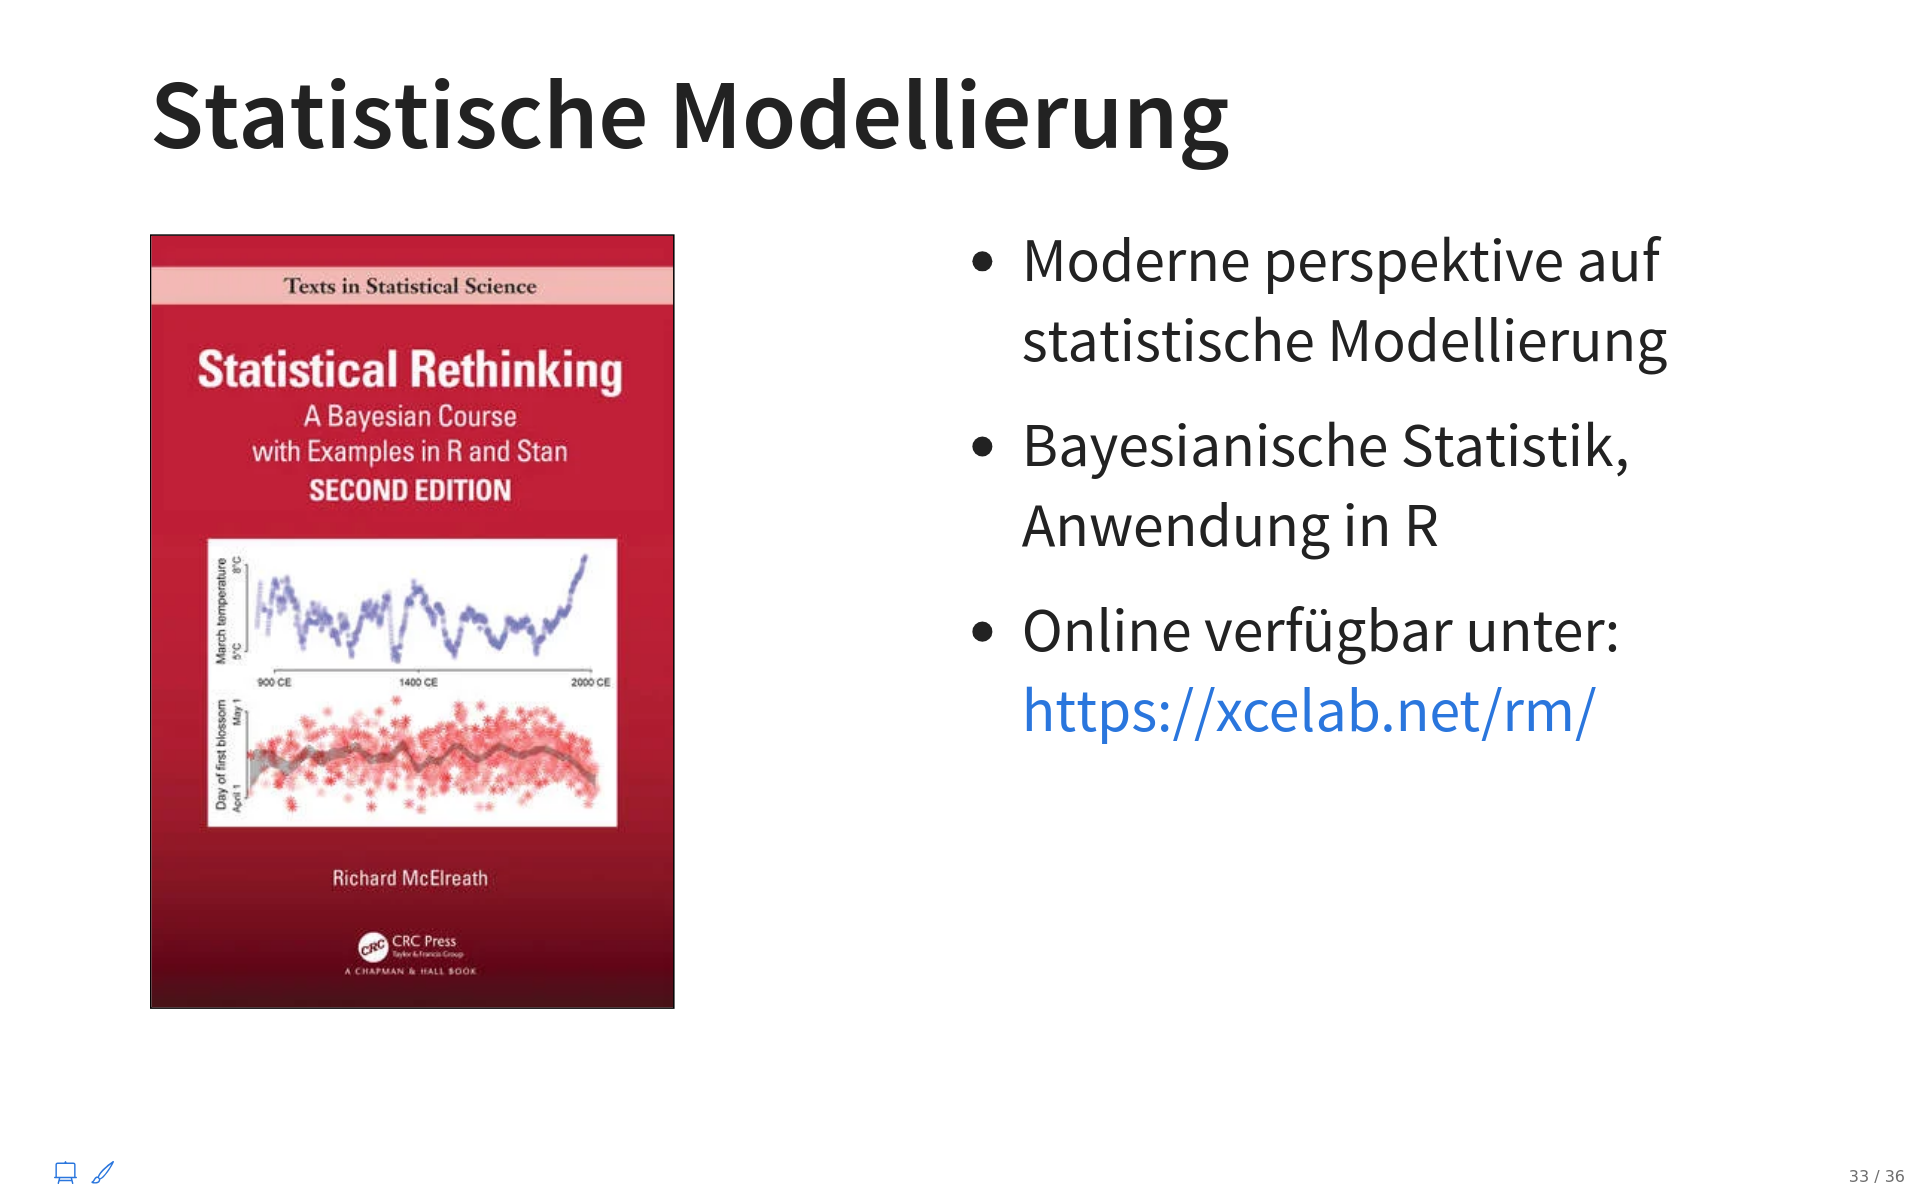 Statistische Modellierung
Texts in Statistical Science
Statistical Rethinking
A Bayesian Course
with Examples in R and Stan
SECOND EDITION
March temperature
5°C
8°C
900 CE
1400 CE
2000 CE
Day of first blossom
April 1
May 1
Richard McElreath
CRC
CRC Press
Taylor & Francis Group
A CHAPMAN & HALL BOOK
• Moderne perspektive auf
statistische Modellierung
• Bayesianische Statistik,
Anwendung in R
• Online verfügbar unter:
https://xcelab.net/rm/
33 / 36